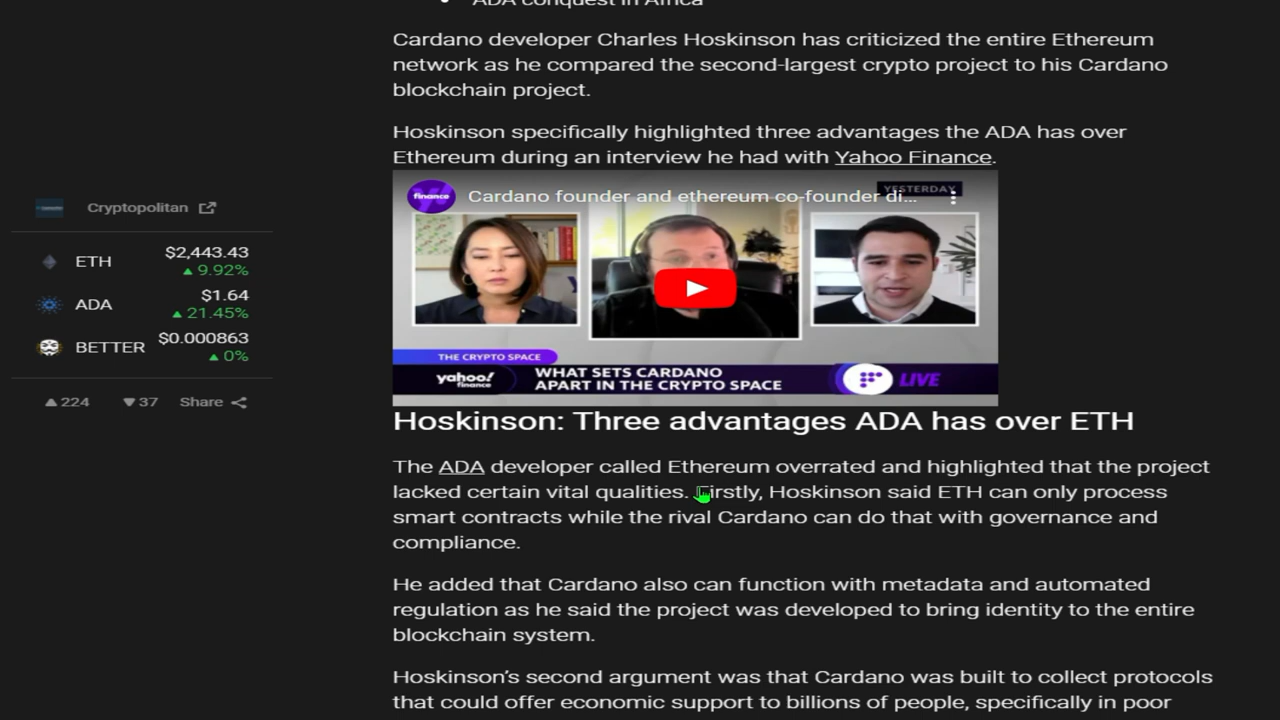 ADA conquest in Africa
Cardano developer Charles Hoskinson has criticized the entire Ethereum
network as he compared the second-largest crypto project to his Cardano
blockchain project.
Hoskinson specifically highlighted three advantages the ADA has over
Ethereum during an interview he had with Yahoo Finance.
Cryptopolitan
ETH $2,443.43
9.92%
ADA $1.64
21.45%
BETTER $0.000863
0%
224 37 Share
finance
Cardano founder and ethereum co-founder di...
YESTERDAY
THE CRYPTO SPACE
yahoo!
finance
WHAT SETS CARDANO
APART IN THE CRYPTO SPACE
LIVE
Hoskinson: Three advantages ADA has over ETH
The ADA developer called Ethereum overrated and highlighted that the project
lacked certain vital qualities. Firstly, Hoskinson said ETH can only process
smart contracts while the rival Cardano can do that with governance and
compliance.
He added that Cardano also can function with metadata and automated
regulation as he said the project was developed to bring identity to the entire
blockchain system.
Hoskinson’s second argument was that Cardano was built to collect protocols
that could offer economic support to billions of people, specifically in poor